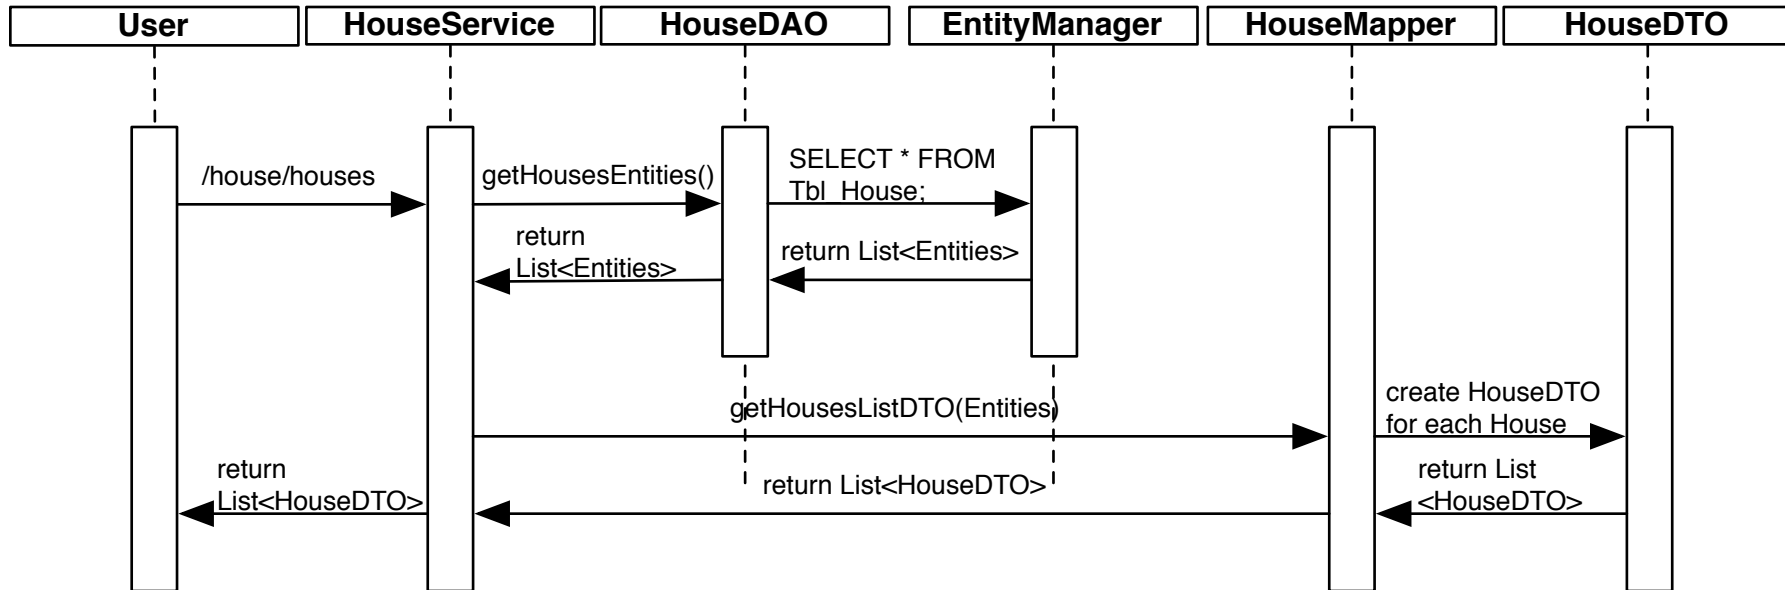 User
HouseService
HouseDAO
EntityManager
HouseMapper
HouseDTO
/house/houses
getHousesEntities()
SELECT * FROM
Tbl_House;
return
List<Entities>
return List<Entities>
getHousesListDTO(Entities)
create HouseDTO
for each House
return
List<HouseDTO>
return List<HouseDTO>
return List
<HouseDTO>